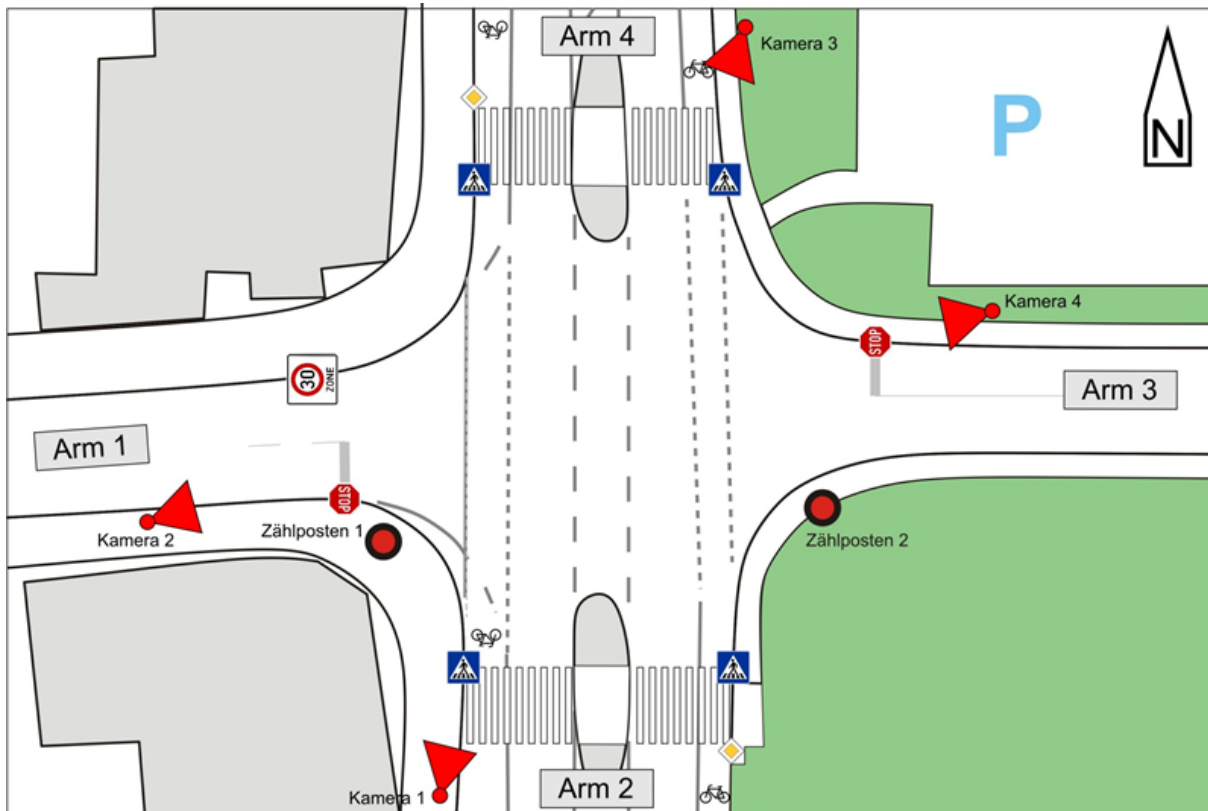 Arm 4
Kamera 3
P
N
Kamera 4
STOP
30
ZONE
Arm 3
Arm 1
STOP
Kamera 2
Zählposten 1
Zählposten 2
Kamera 1
Arm 2